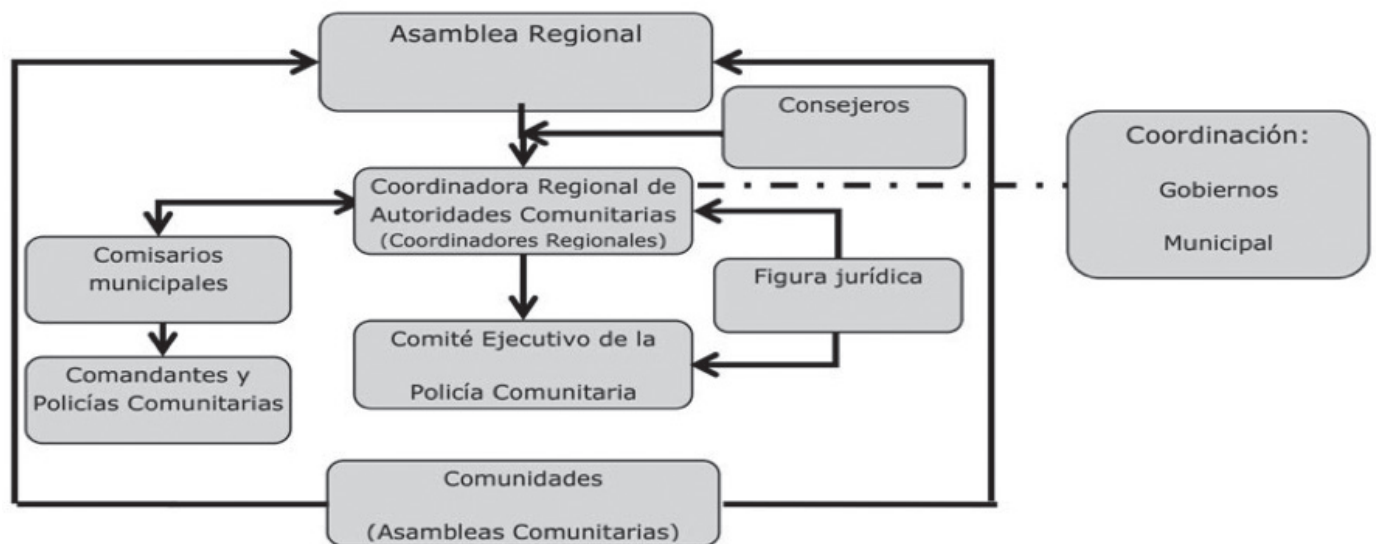 Asamblea Regional
Consejeros
Coordinación:
Gobiernos
Municipal
Coordinadora Regional de
Autoridades Comunitarias
(Coordinadores Regionales)
Comisarios
municipales
Figura jurídica
Comité Ejecutivo de la
Policía Comunitaria
Comandantes y
Policías Comunitarias
Comunidades
(Asambleas Comunitarias)